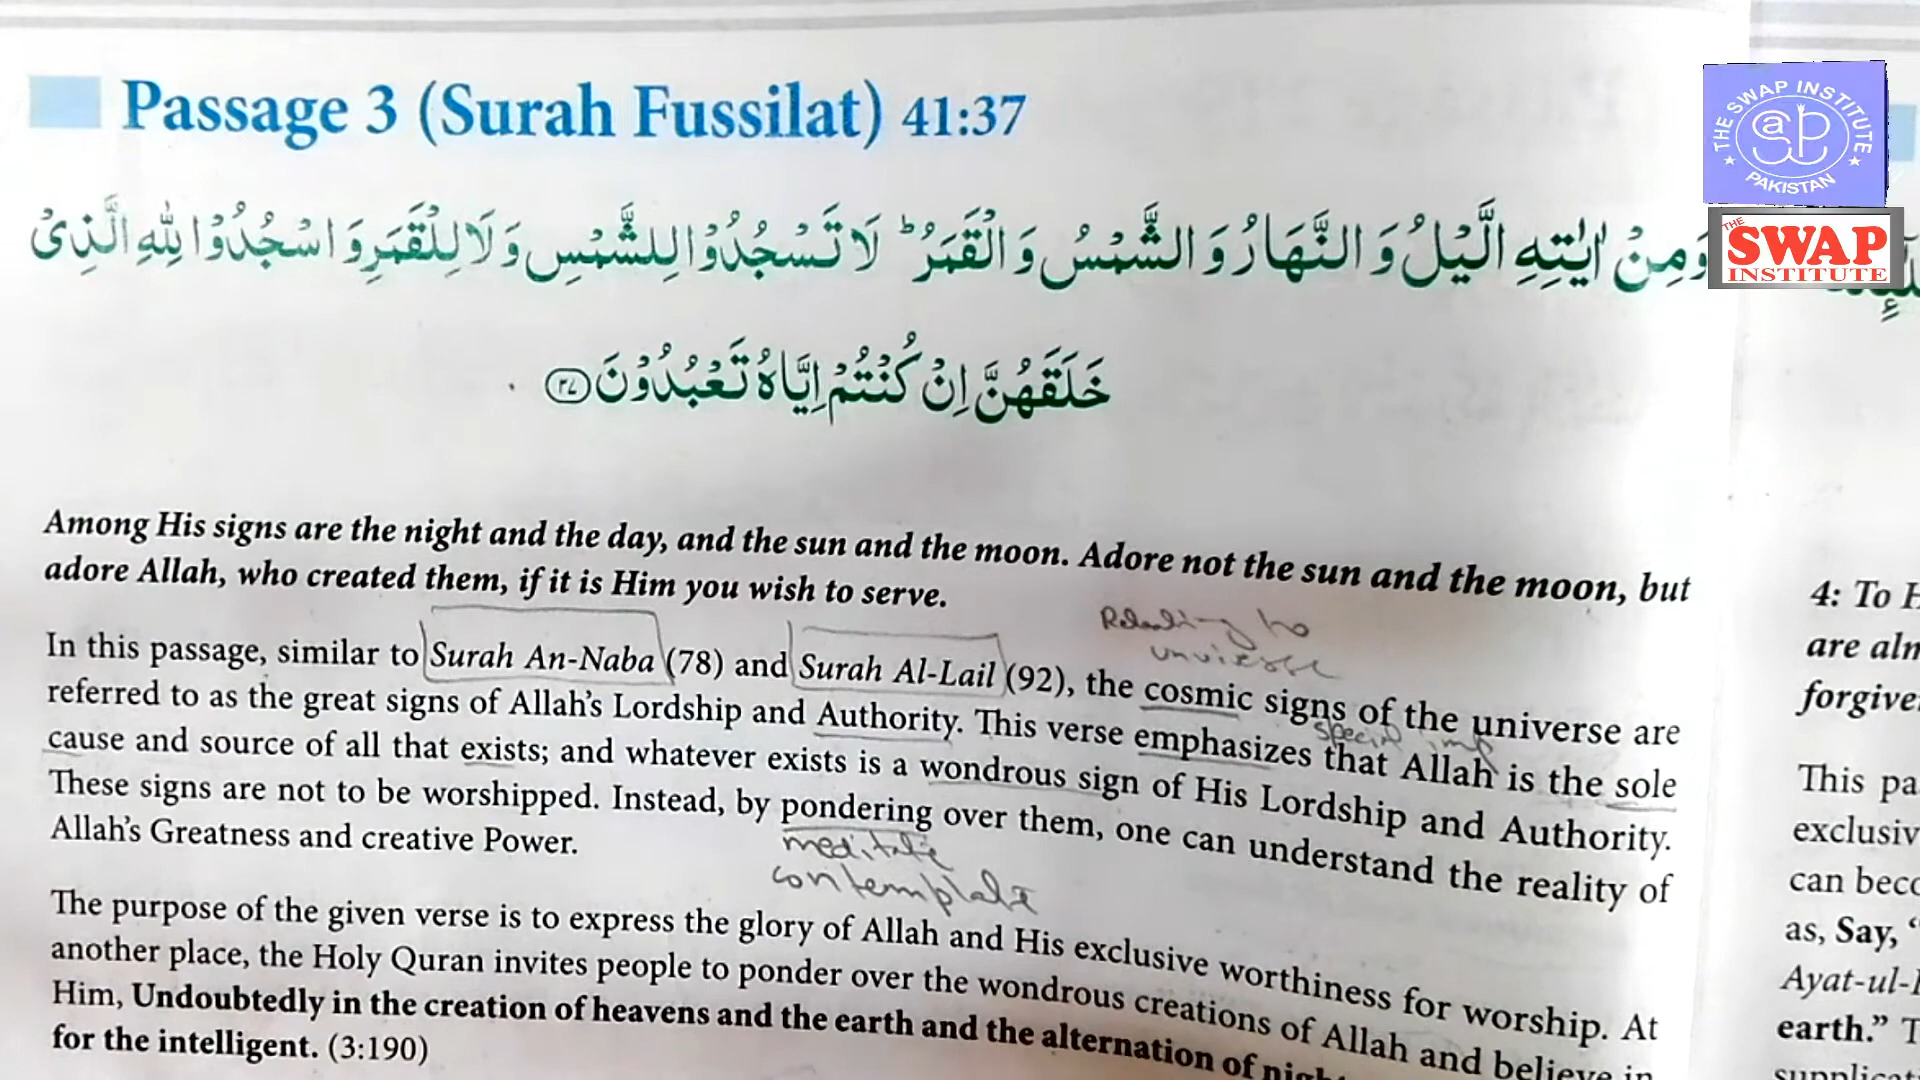 Passage 3 (Surah Fussilat) 41:37
THE SWAP INSTITUTE
PAKISTAN
THE SWAP
INSTITUTE
وَمِنْ اٰيٰتِهِ الَّيْلُ وَ النَّهَارُ وَ الشَّمْسُ وَ الْقَمَرُ ؕ لَا تَسْجُدُوْا لِلشَّمْسِ وَ لَا لِلْقَمَرِ وَ اسْجُدُوْا لِلّٰهِ الَّذِيْ
خَلَقَهُنَّ اِنْ كُنْتُمْ اِيَّاهُ تَعْبُدُوْنَ ۳۷
Among His signs are the night and the day, and the sun and the moon. Adore not the sun and the moon, but
adore Allah, who created them, if it is Him you wish to serve.
Relating to
unvierse
In this passage, similar to Surah An-Naba (78) and Surah Al-Lail (92), the cosmic signs of the universe are
referred to as the great signs of Allah's Lordship and Authority. This verse emphasizes that Allah is the sole
special imp
cause and source of all that exists; and whatever exists is a wondrous sign of His Lordship and Authority.
These signs are not to be worshipped. Instead, by pondering over them, one can understand the reality of
Allah's Greatness and creative Power.
meditate
contemplate
The purpose of the given verse is to express the glory of Allah and His exclusive worthiness for worship. At
another place, the Holy Quran invites people to ponder over the wondrous creations of Allah and believe in
Him, Undoubtedly in the creation of heavens and the earth and the alternation of
for the intelligent. (3:190)
4: To
are
This
as, Say,
earth."